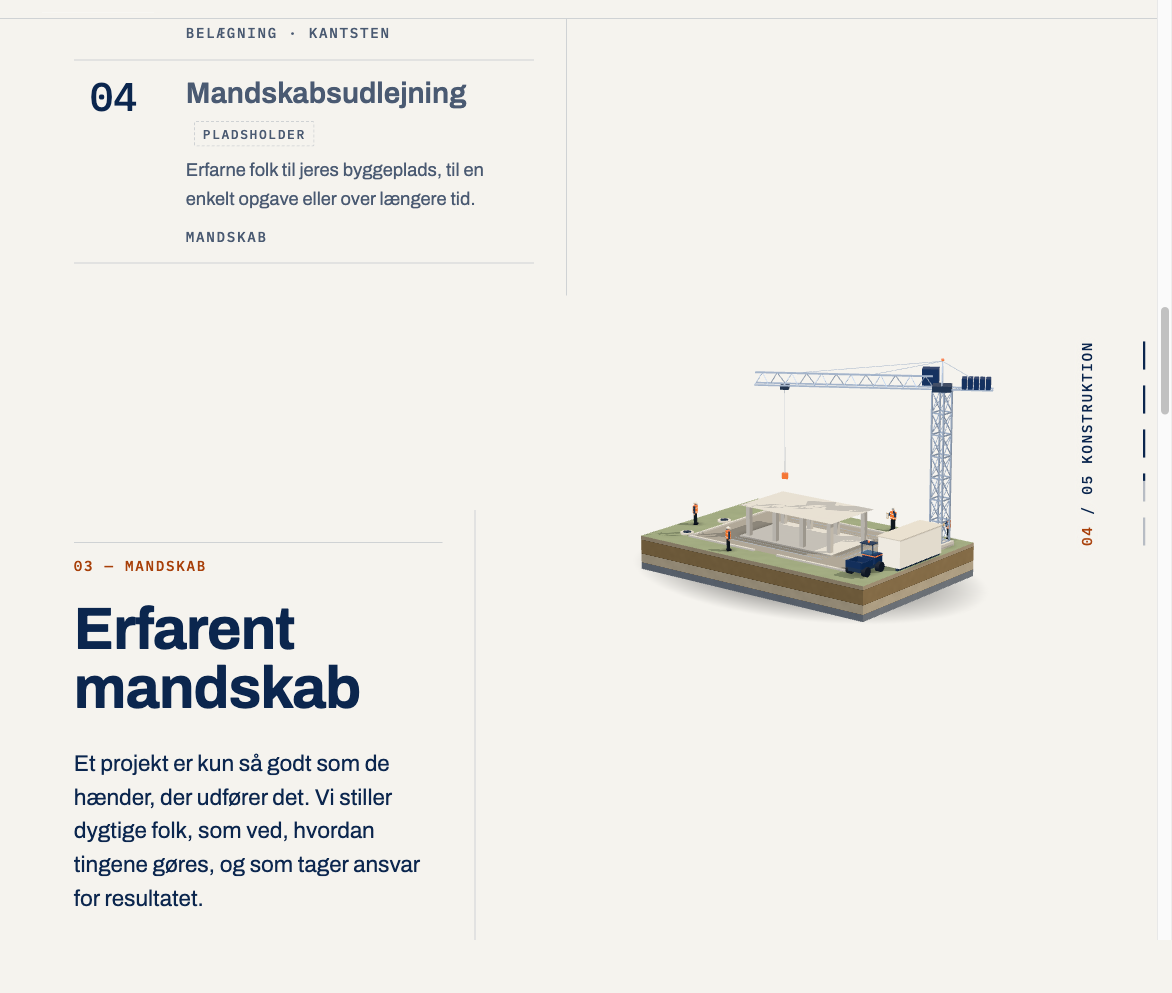 BELÆGNING · KANTSTEN
04
Mandskabsudlejning
PLADSHOLDER
Erfarne folk til jeres byggeplads, til en
enkelt opgave eller over længere tid.
MANDSKAB
04 / 05 KONSTRUKTION
03 — MANDSKAB
Erfarent
mandskab
Et projekt er kun så godt som de
hænder, der udfører det. Vi stiller
dygtige folk, som ved, hvordan
tingene gøres, og som tager ansvar
for resultatet.